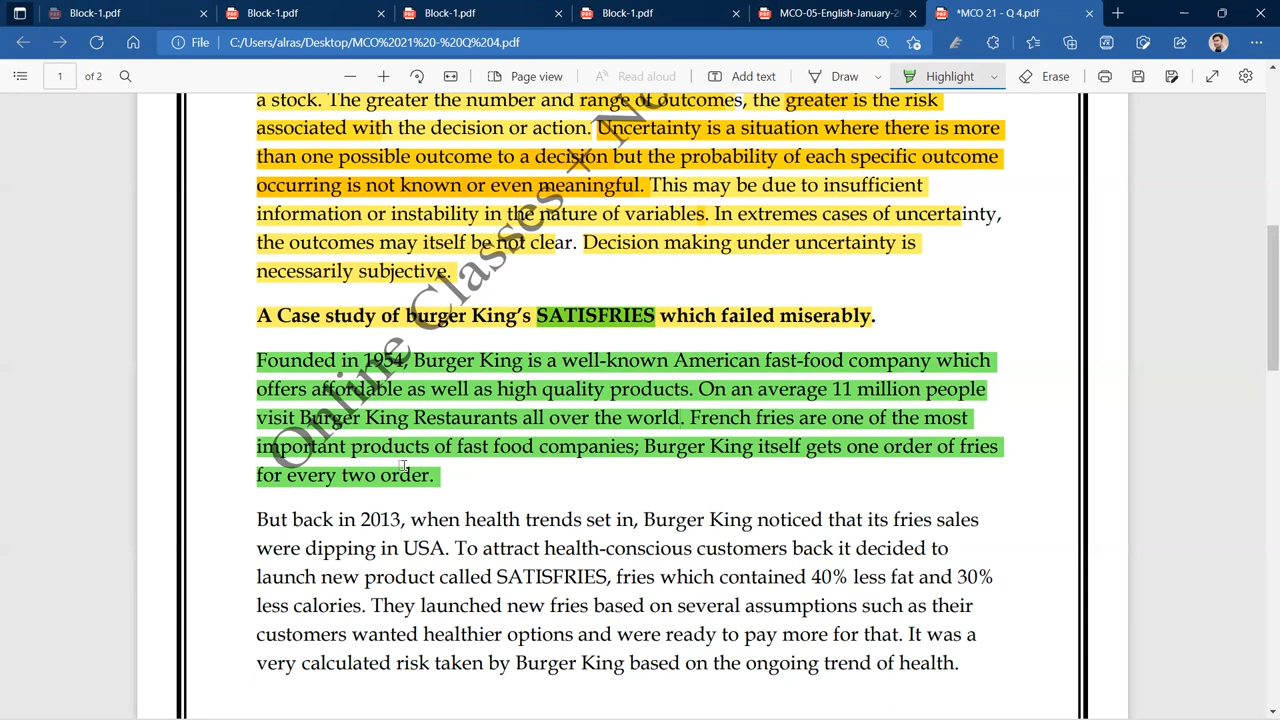 Block-1.pdf
Block-1.pdf
Block-1.pdf
Block-1.pdf
MCO-05-English-January-2
*MCO 21 - Q 4.pdf
File C:/Users/alras/Desktop/MCO%2021%20-%20Q%204.pdf
1 of 2
Page view
Read aloud
Add text
Draw
Highlight
Erase
a stock. The greater the number and range of outcomes, the greater is the risk
associated with the decision or action. Uncertainty is a situation where there is more
than one possible outcome to a decision but the probability of each specific outcome
occurring is not known or even meaningful. This may be due to insufficient
information or instability in the nature of variables. In extremes cases of uncertainty,
the outcomes may itself be not clear. Decision making under uncertainty is
necessarily subjective.
A Case study of burger King's SATISFRIES which failed miserably.
Founded in 1954, Burger King is a well-known American fast-food company which
offers affordable as well as high quality products. On an average 11 million people
visit Burger King Restaurants all over the world. French fries are one of the most
important products of fast food companies; Burger King itself gets one order of fries
for every two order.
But back in 2013, when health trends set in, Burger King noticed that its fries sales
were dipping in USA. To attract health-conscious customers back it decided to
launch new product called SATISFRIES, fries which contained 40% less fat and 30%
less calories. They launched new fries based on several assumptions such as their
customers wanted healthier options and were ready to pay more for that. It was a
very calculated risk taken by Burger King based on the ongoing trend of health.
Online Classes + No